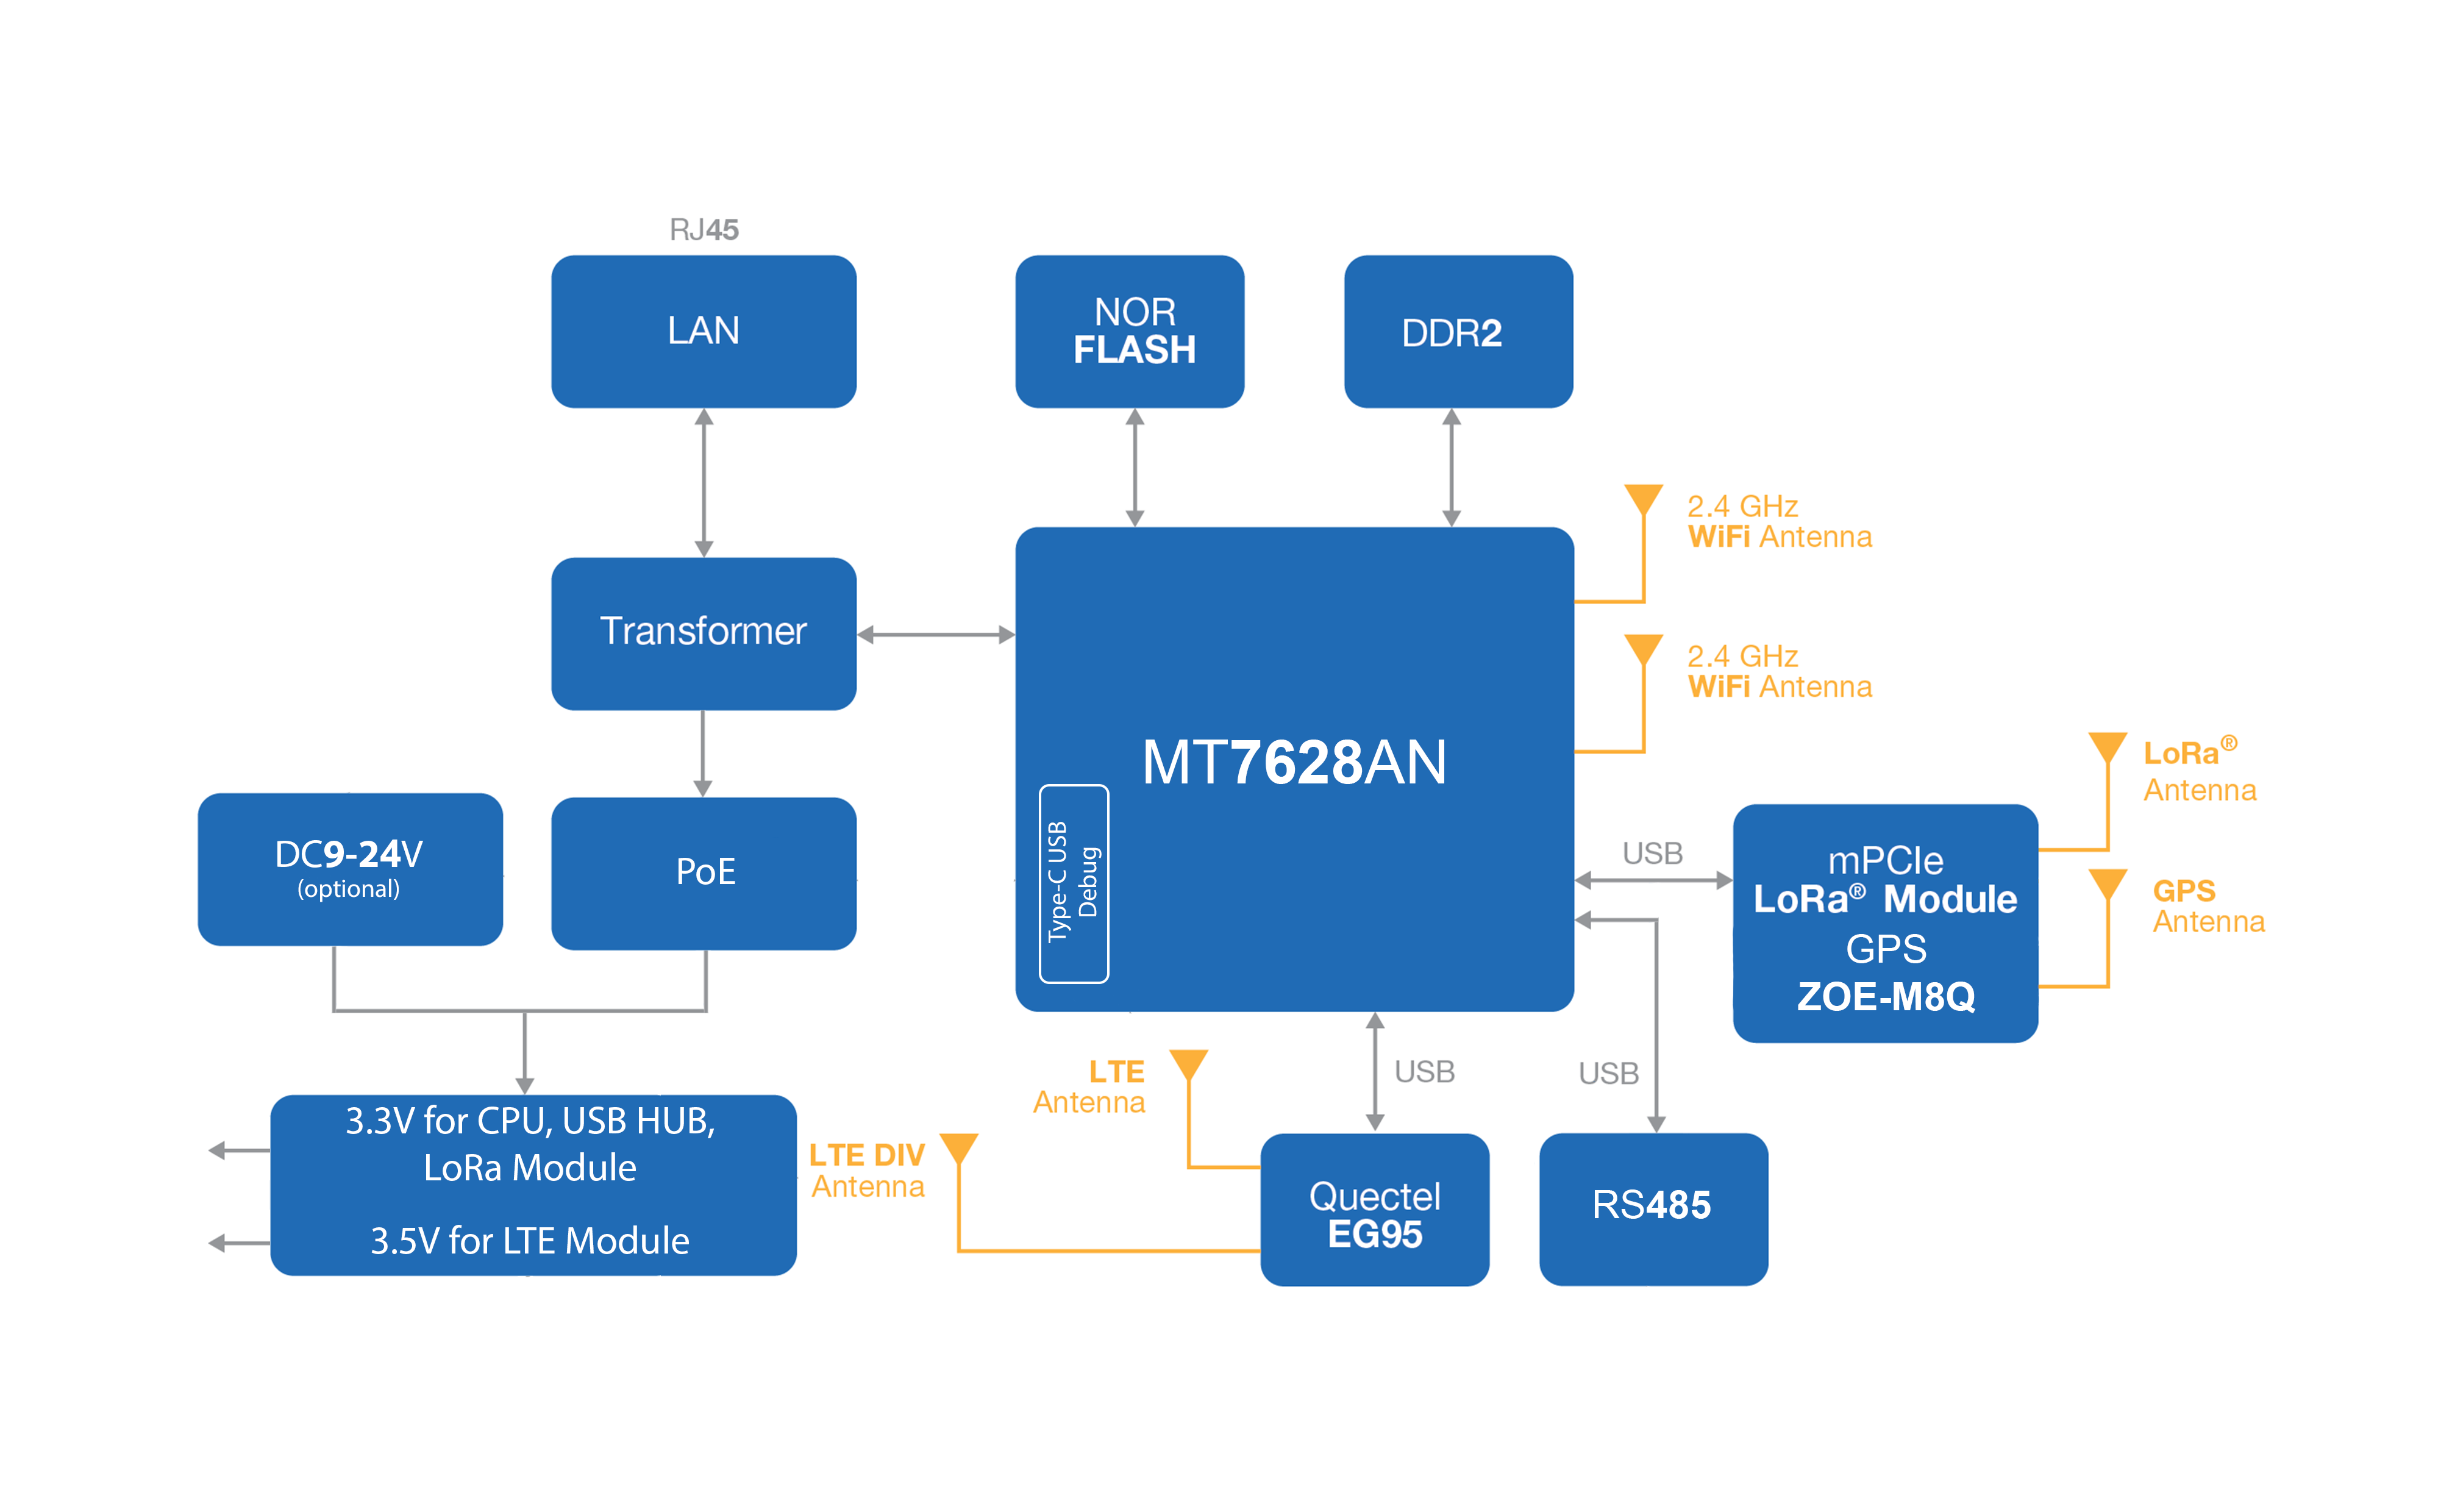 RJ45
LAN
NOR
FLASH
DDR2
2.4 GHz
WiFi Antenna
Transformer
2.4 GHz
WiFi Antenna
MT7628AN
Type-C USB
Debug
DC9-24V
(optional)
PoE
USB
mPCIe
LoRa® Module
GPS
ZOE-M8Q
LoRa®
Antenna
GPS
Antenna
LTE
Antenna
USB
USB
3.3V for CPU, USB HUB,
LoRa Module
3.5V for LTE Module
LTE DIV
Antenna
Quectel
EG95
RS485